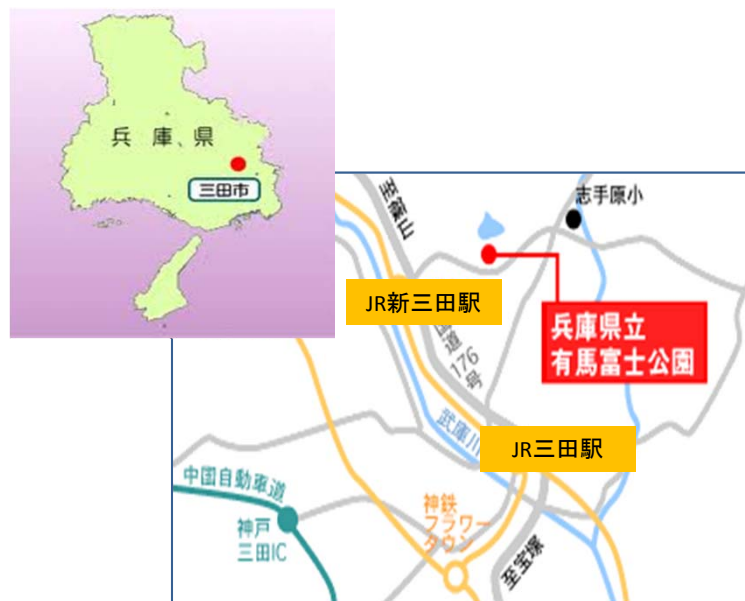 兵庫県
三田市
至篠山
志手原小
JR新三田駅
兵庫県立
有馬富士公園
国道176号
武庫川
JR三田駅
中国自動車道
神戸
三田IC
神鉄
フラワー
タウン
至宝塚